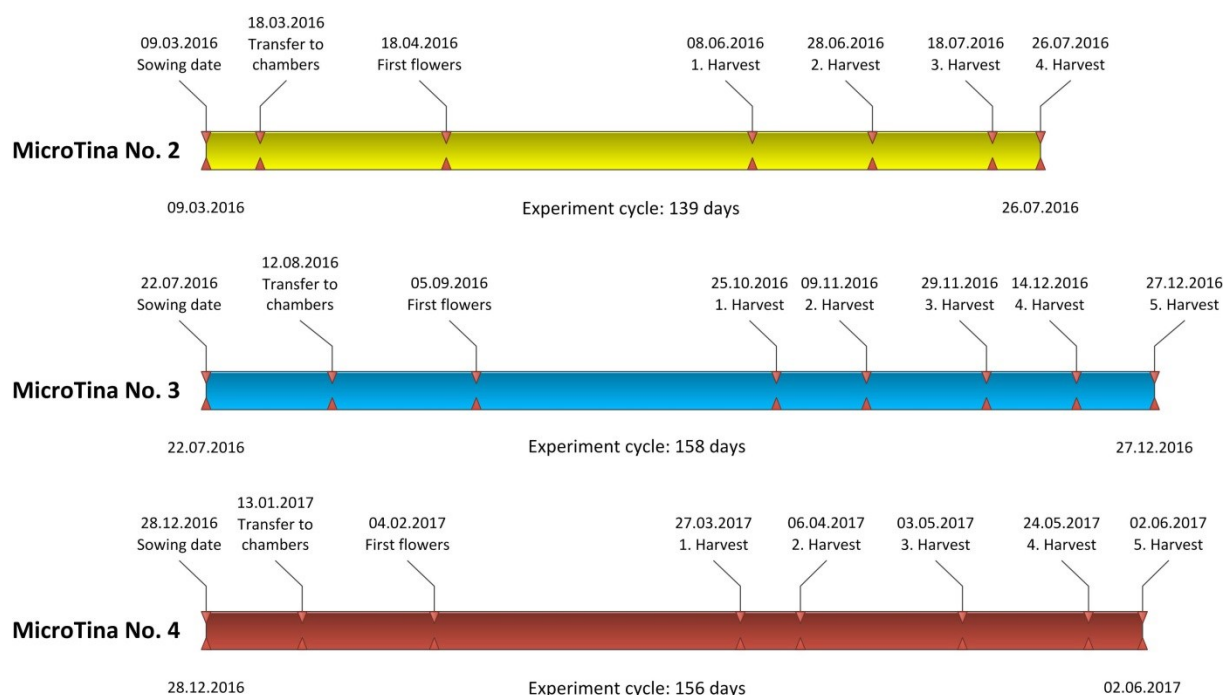 09.03.2016
Sowing date
18.03.2016
Transfer to
chambers
18.04.2016
First flowers
08.06.2016
1. Harvest
28.06.2016
2. Harvest
18.07.2016
3. Harvest
26.07.2016
4. Harvest
MicroTina No. 2
09.03.2016
Experiment cycle: 139 days
26.07.2016
22.07.2016
Sowing date
12.08.2016
Transfer to
chambers
05.09.2016
First flowers
25.10.2016
1. Harvest
09.11.2016
2. Harvest
29.11.2016
3. Harvest
14.12.2016
4. Harvest
27.12.2016
5. Harvest
MicroTina No. 3
22.07.2016
Experiment cycle: 158 days
27.12.2016
28.12.2016
Sowing date
13.01.2017
Transfer to
chambers
04.02.2017
First flowers
27.03.2017
1. Harvest
06.04.2017
2. Harvest
03.05.2017
3. Harvest
24.05.2017
4. Harvest
02.06.2017
5. Harvest
MicroTina No. 4
28.12.2016
Experiment cycle: 156 days
02.06.2017